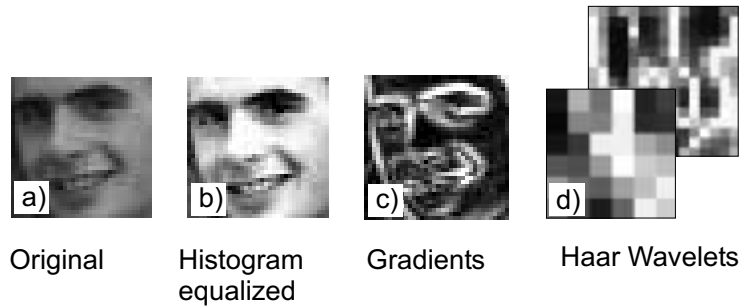 a)
b)
c)
d)
Original
Histogram
equalized
Gradients
Haar Wavelets